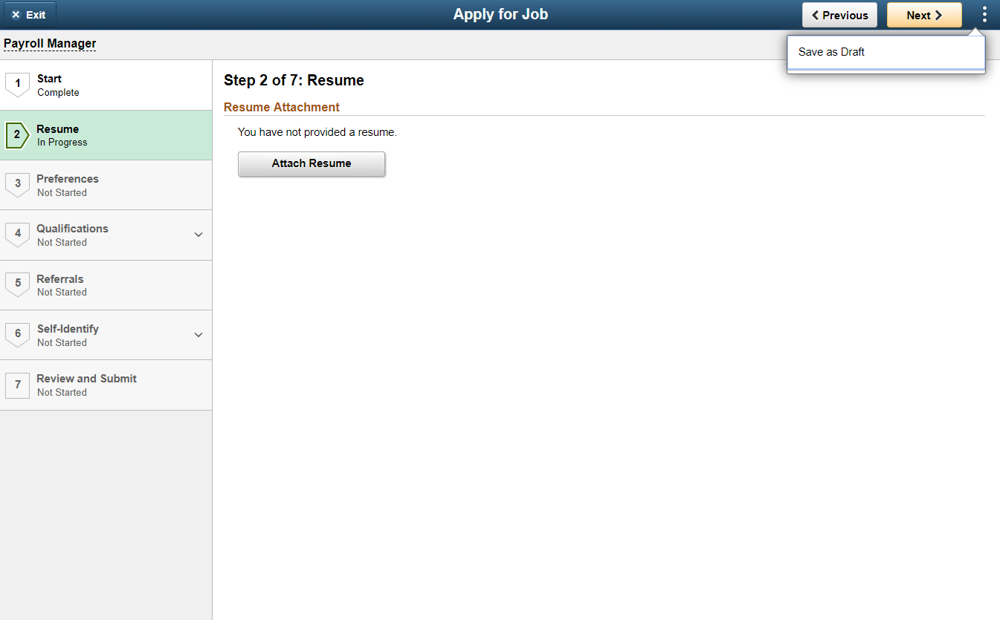 Exit
Apply for Job
Previous
Next
Save as Draft
Payroll Manager
1
Start
Complete
2
Resume
In Progress
3
Preferences
Not Started
4
Qualifications
Not Started
5
Referrals
Not Started
6
Self-Identify
Not Started
7
Review and Submit
Not Started
Step 2 of 7: Resume
Resume Attachment
You have not provided a resume.
Attach Resume